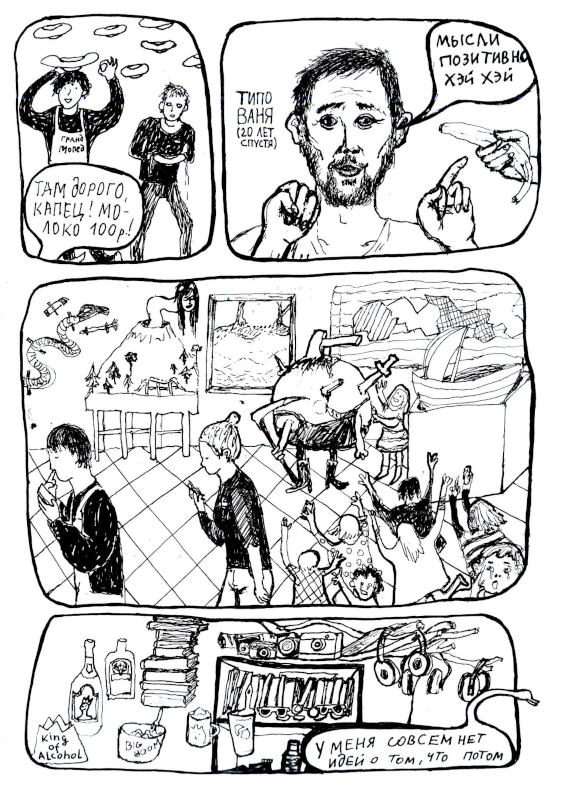 ГРАНД
МОПЕД
ТАМ ДОРОГО,
КАПЕЦ! МО-
ЛОКО 100р.!
ТИПО
ВАНЯ
(20 ЛЕТ
СПУСТЯ)
МЫСЛИ
ПОЗИТИВНО
ХЭЙ ХЭЙ
King
of
ALCOHOL
BIG
BOOM
У МЕНЯ СОВСЕМ НЕТ
ИДЕЙ О ТОМ, ЧТО ПОТОМ